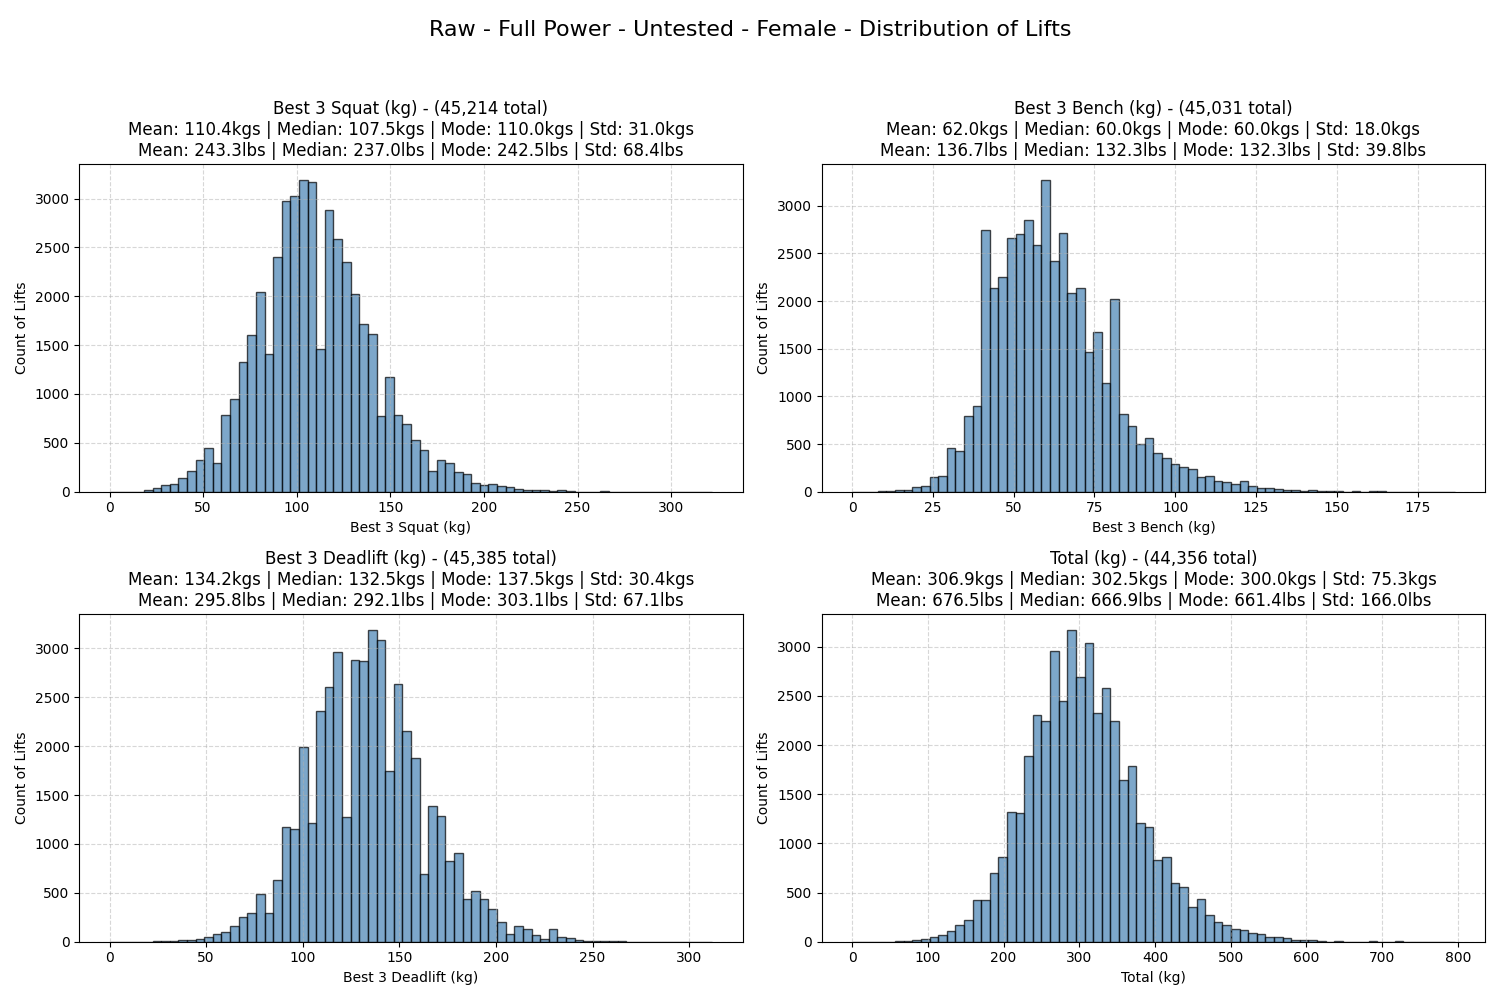 Raw - Full Power - Untested - Female - Distribution of Lifts
Best 3 Squat (kg) - (45,214 total)
Mean: 110.4kgs | Median: 107.5kgs | Mode: 110.0kgs | Std: 31.0kgs
Mean: 243.3lbs | Median: 237.0lbs | Mode: 242.5lbs | Std: 68.4lbs
Count of Lifts
3000
2500
2000
1500
1000
500
0
0 50 100 150 200 250 300
Best 3 Squat (kg)
Best 3 Bench (kg) - (45,031 total)
Mean: 62.0kgs | Median: 60.0kgs | Mode: 60.0kgs | Std: 18.0kgs
Mean: 136.7lbs | Median: 132.3lbs | Mode: 132.3lbs | Std: 39.8lbs
Count of Lifts
3000
2500
2000
1500
1000
500
0
0 25 50 75 100 125 150 175
Best 3 Bench (kg)
Best 3 Deadlift (kg) - (45,385 total)
Mean: 134.2kgs | Median: 132.5kgs | Mode: 137.5kgs | Std: 30.4kgs
Mean: 295.8lbs | Median: 292.1lbs | Mode: 303.1lbs | Std: 67.1lbs
Count of Lifts
3000
2500
2000
1500
1000
500
0
0 50 100 150 200 250 300
Best 3 Deadlift (kg)
Total (kg) - (44,356 total)
Mean: 306.9kgs | Median: 302.5kgs | Mode: 300.0kgs | Std: 75.3kgs
Mean: 676.5lbs | Median: 666.9lbs | Mode: 661.4lbs | Std: 166.0lbs
Count of Lifts
3000
2500
2000
1500
1000
500
0
0 100 200 300 400 500 600 700 800
Total (kg)